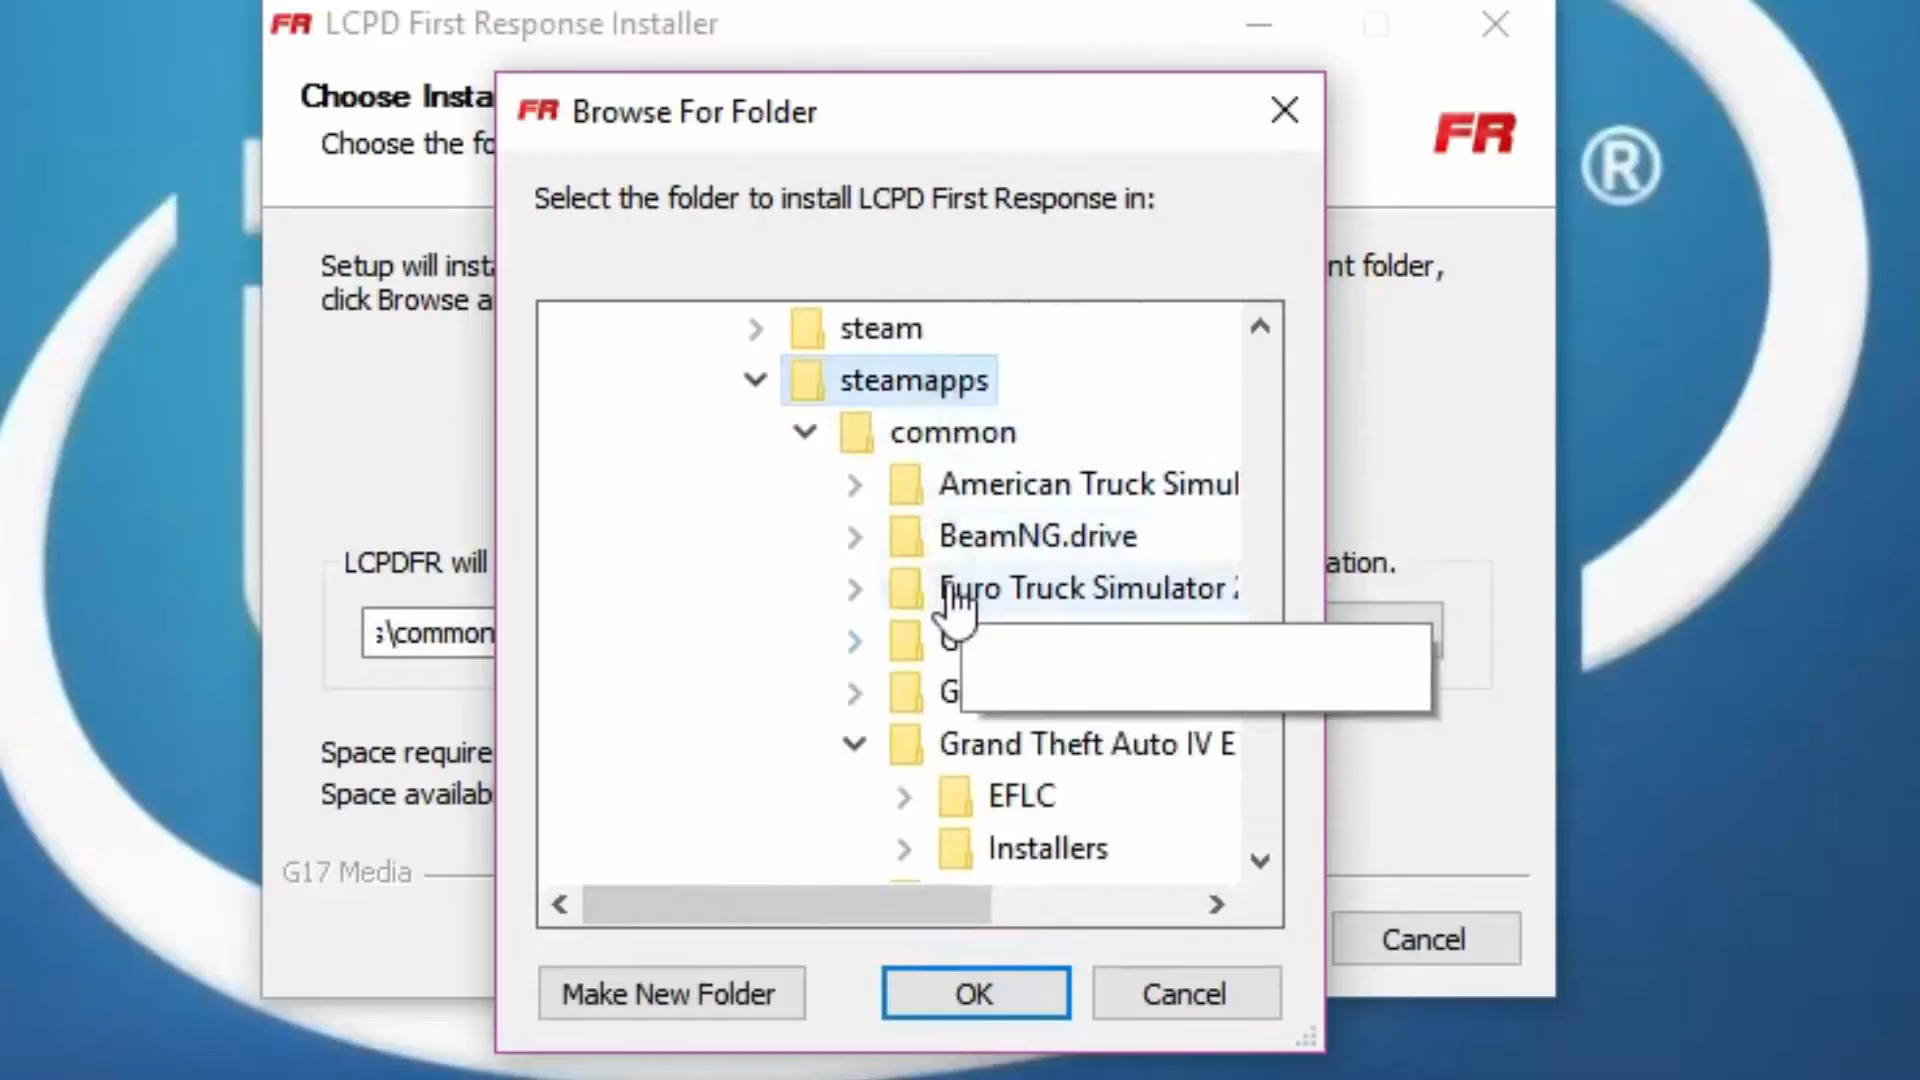 FR LCPD First Response Installer
Choose Insta
Choose the fo
FR
FR Browse For Folder
Select the folder to install LCPD First Response in:
®
Setup will insta
nt folder,
click Browse a
steam
steamapps
common
American Truck Simul
BeamNG.drive
Euro Truck Simulator
LCPDFR will
ation.
\common
G
G
Grand Theft Auto IV E
EFLC
Installers
Space require
Space availab
G17 Media
Cancel
Make New Folder
OK
Cancel